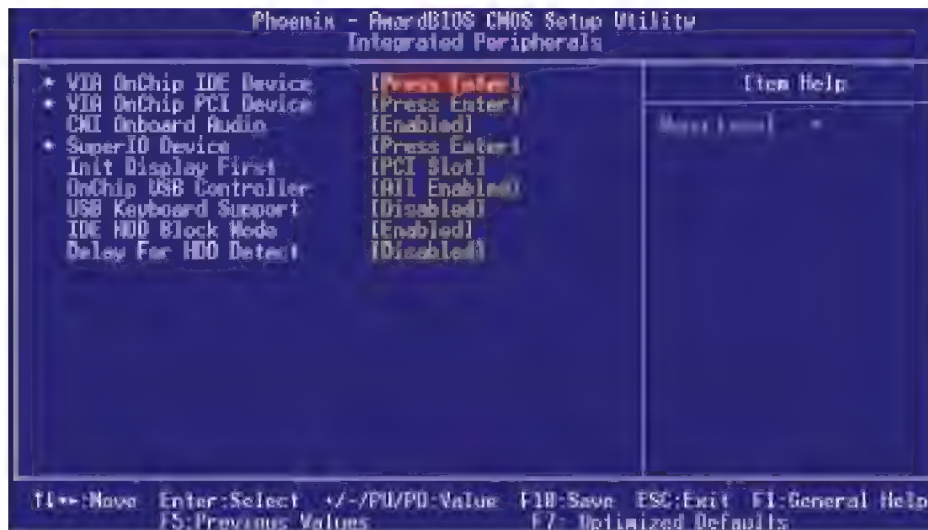 Phoenix - AwardBIOS CMOS Setup Utility
Integrated Peripherals
VIA OnChip IDE Device [Press Enter]
VIA OnChip PCI Device [Press Enter]
CMI Onboard Audio [Enabled]
SuperIO Device [Press Enter]
Init Display First [PCI Slot]
OnChip USB Controller [All Enabled]
USB Keyboard Support [Disabled]
IDE HDD Block Mode [Enabled]
Delay For HDD Detect [Disabled]
Item Help
Menu Level
:Move Enter:Select +/-/PU/PD:Value F10:Save ESC:Exit F1:General Help
F5:Previous Values F7: Optimized Defaults